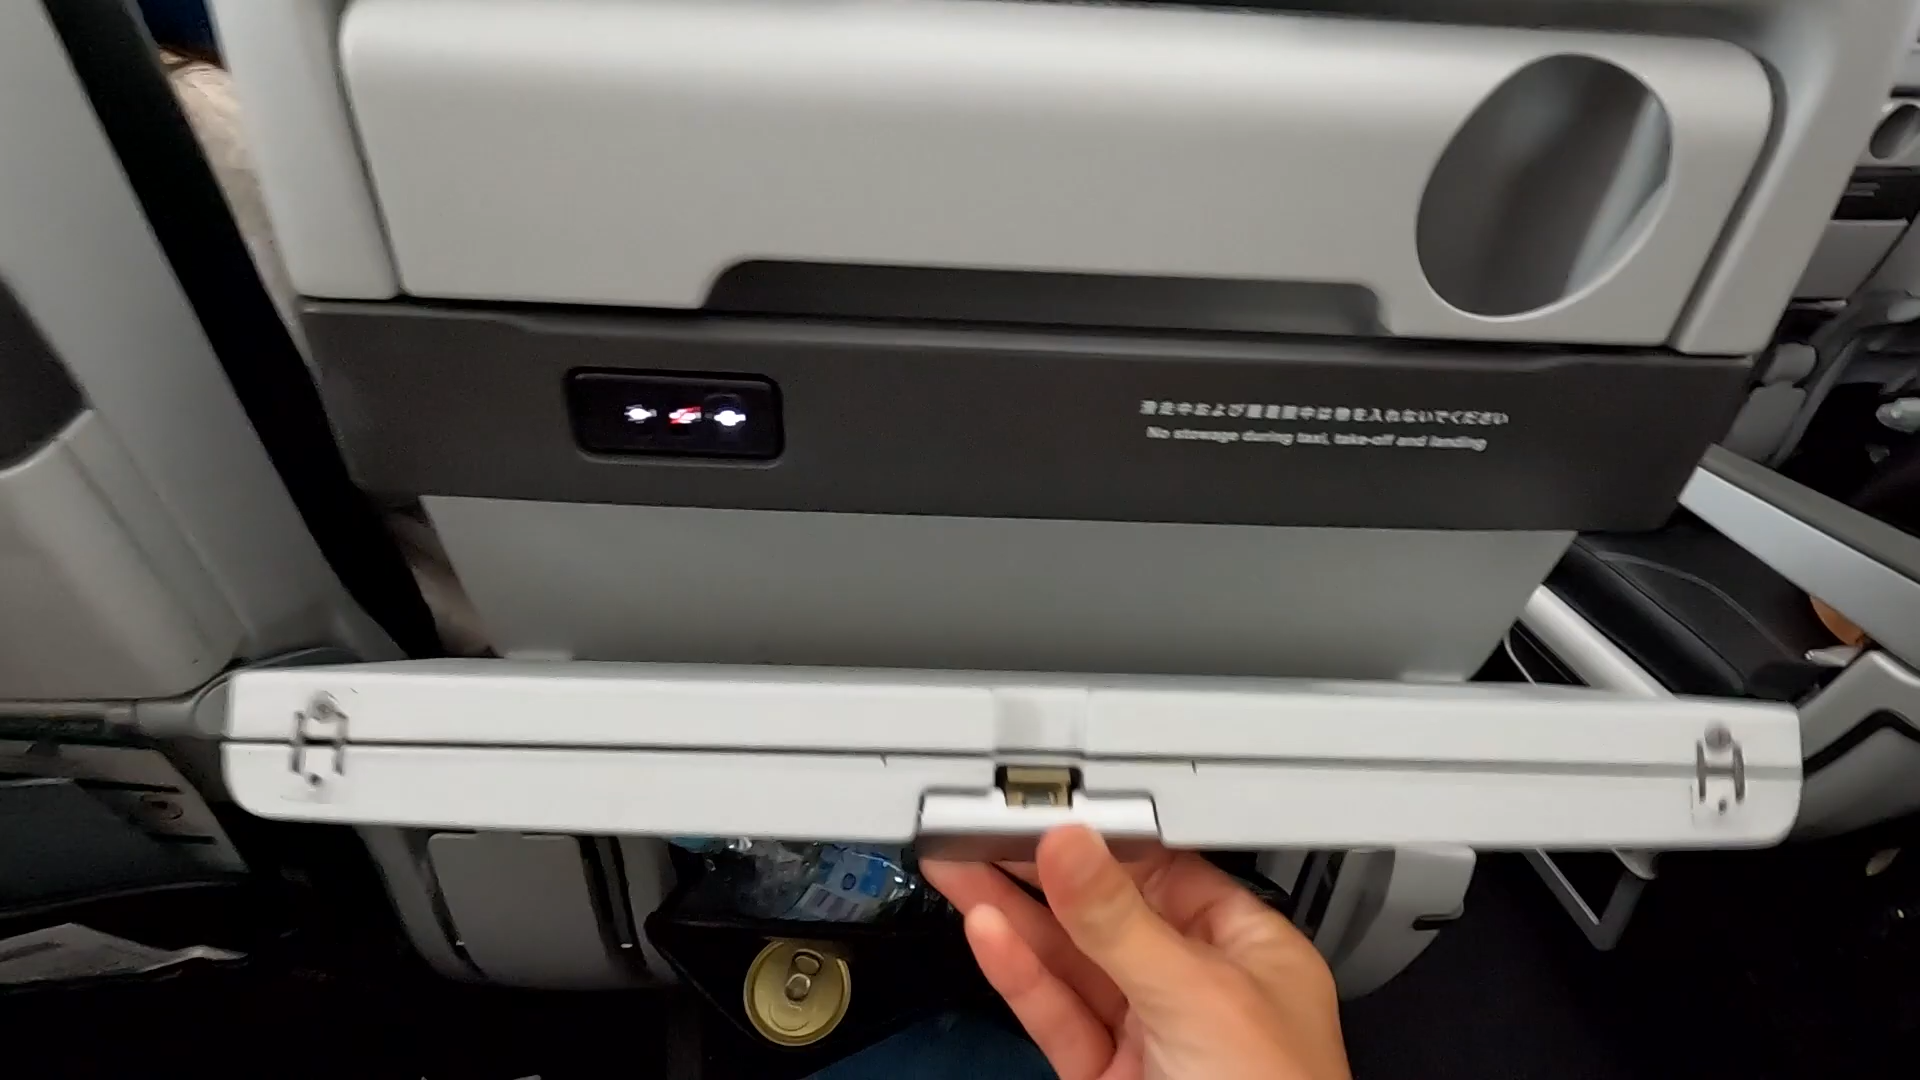 滑走中および離着陸中は物を入れないでください
No stowage during taxi, take-off and landing